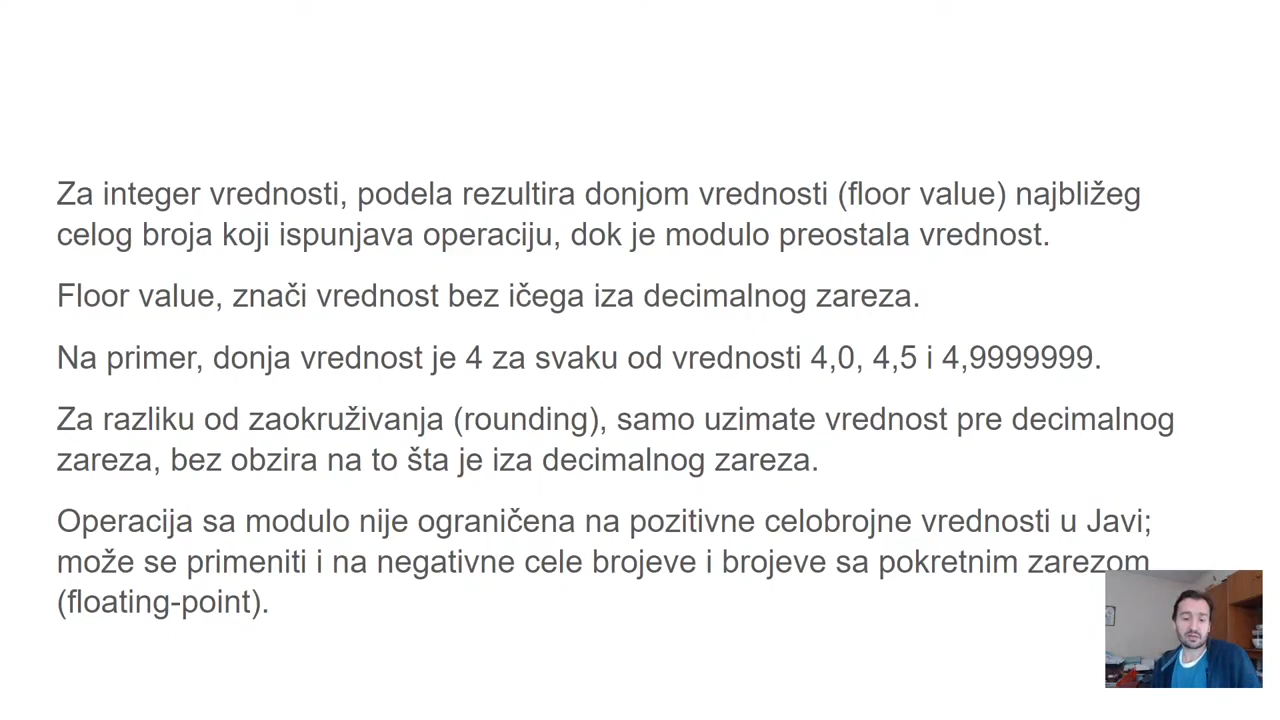 Za integer vrednosti, podela rezultira donjom vrednosti (floor value) najbližeg
celog broja koji ispunjava operaciju, dok je modulo preostala vrednost.
Floor value, znači vrednost bez ičega iza decimalnog zareza.
Na primer, donja vrednost je 4 za svaku od vrednosti 4,0, 4,5 i 4,9999999.
Za razliku od zaokruživanja (rounding), samo uzimate vrednost pre decimalnog
zareza, bez obzira na to šta je iza decimalnog zareza.
Operacija sa modulo nije ograničena na pozitivne celobrojne vrednosti u Javi;
može se primeniti i na negativne cele brojeve i brojeve sa pokretnim zarezom
(floating-point).